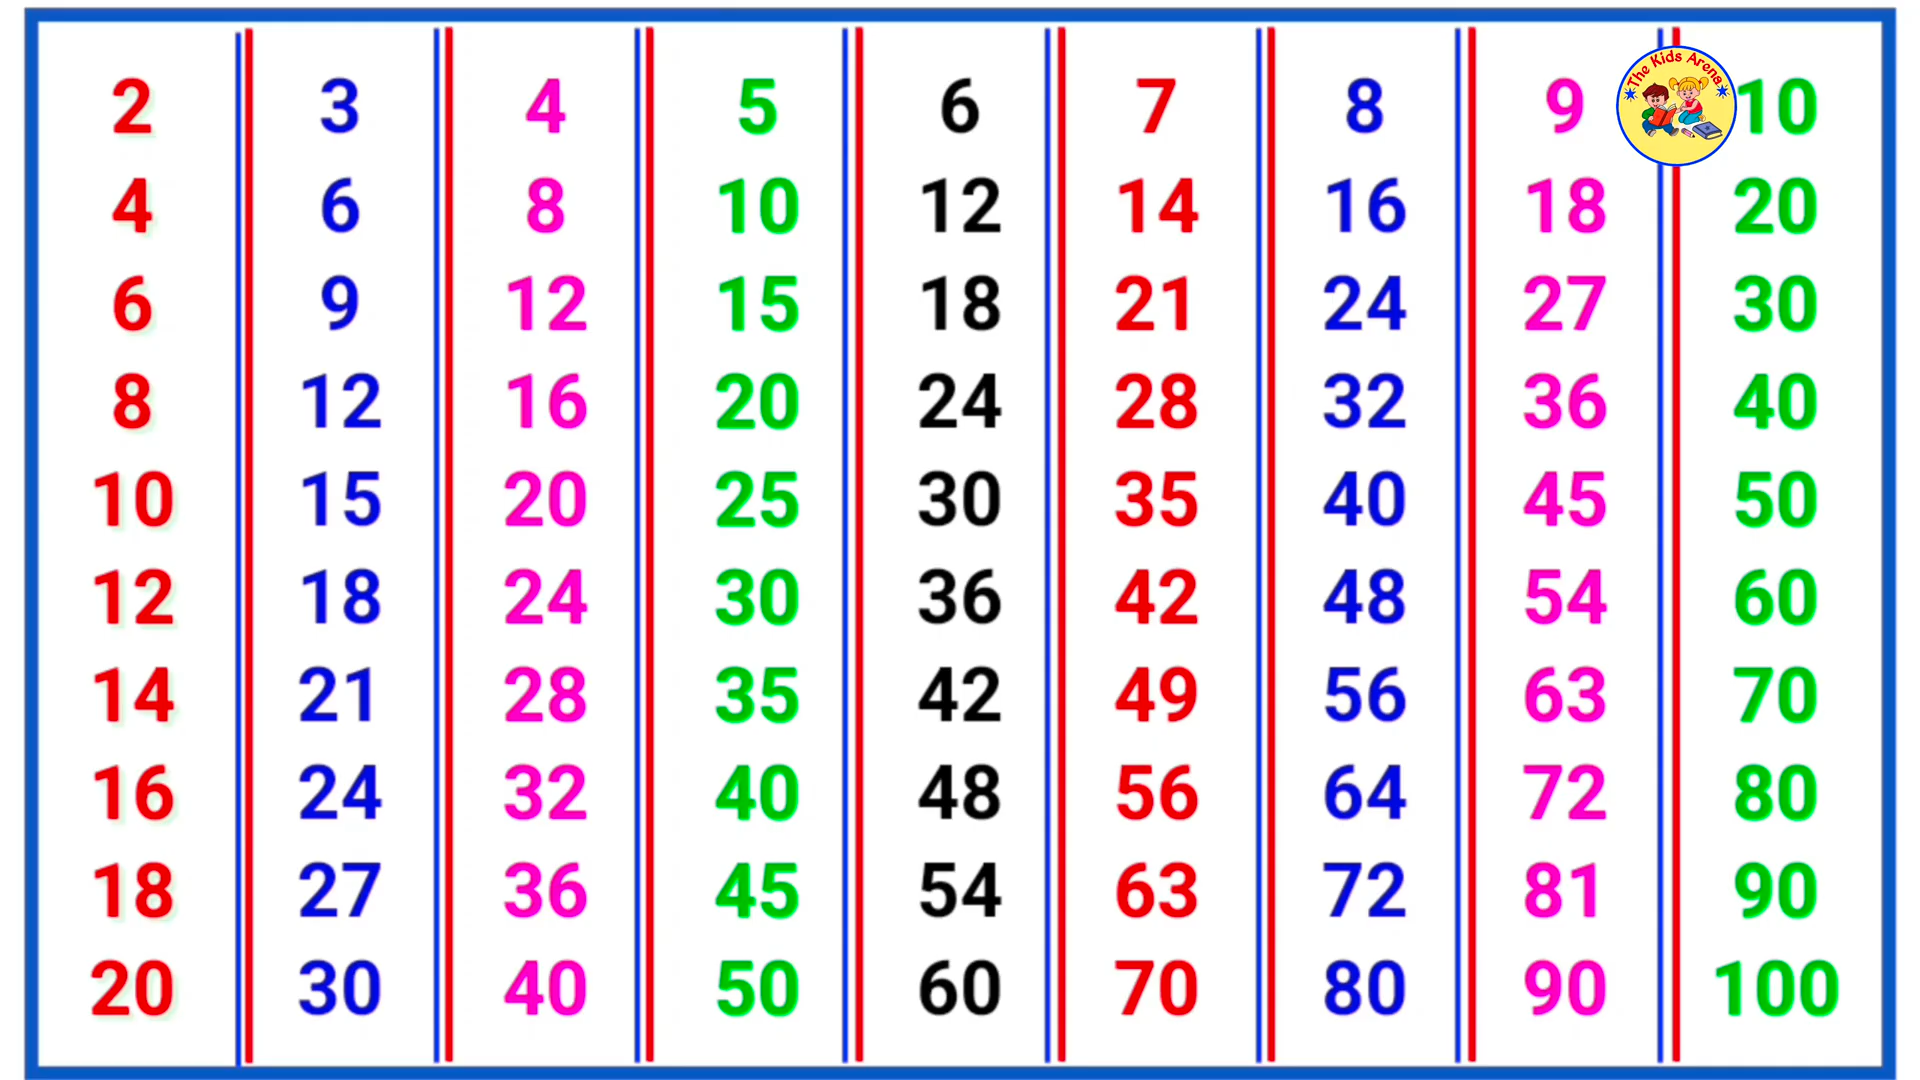 2 3 4 5 6 7 8 9 The Kids Arena 10
4 6 8 10 12 14 16 18 20
6 9 12 15 18 21 24 27 30
8 12 16 20 24 28 32 36 40
10 15 20 25 30 35 40 45 50
12 18 24 30 36 42 48 54 60
14 21 28 35 42 49 56 63 70
16 24 32 40 48 56 64 72 80
18 27 36 45 54 63 72 81 90
20 30 40 50 60 70 80 90 100